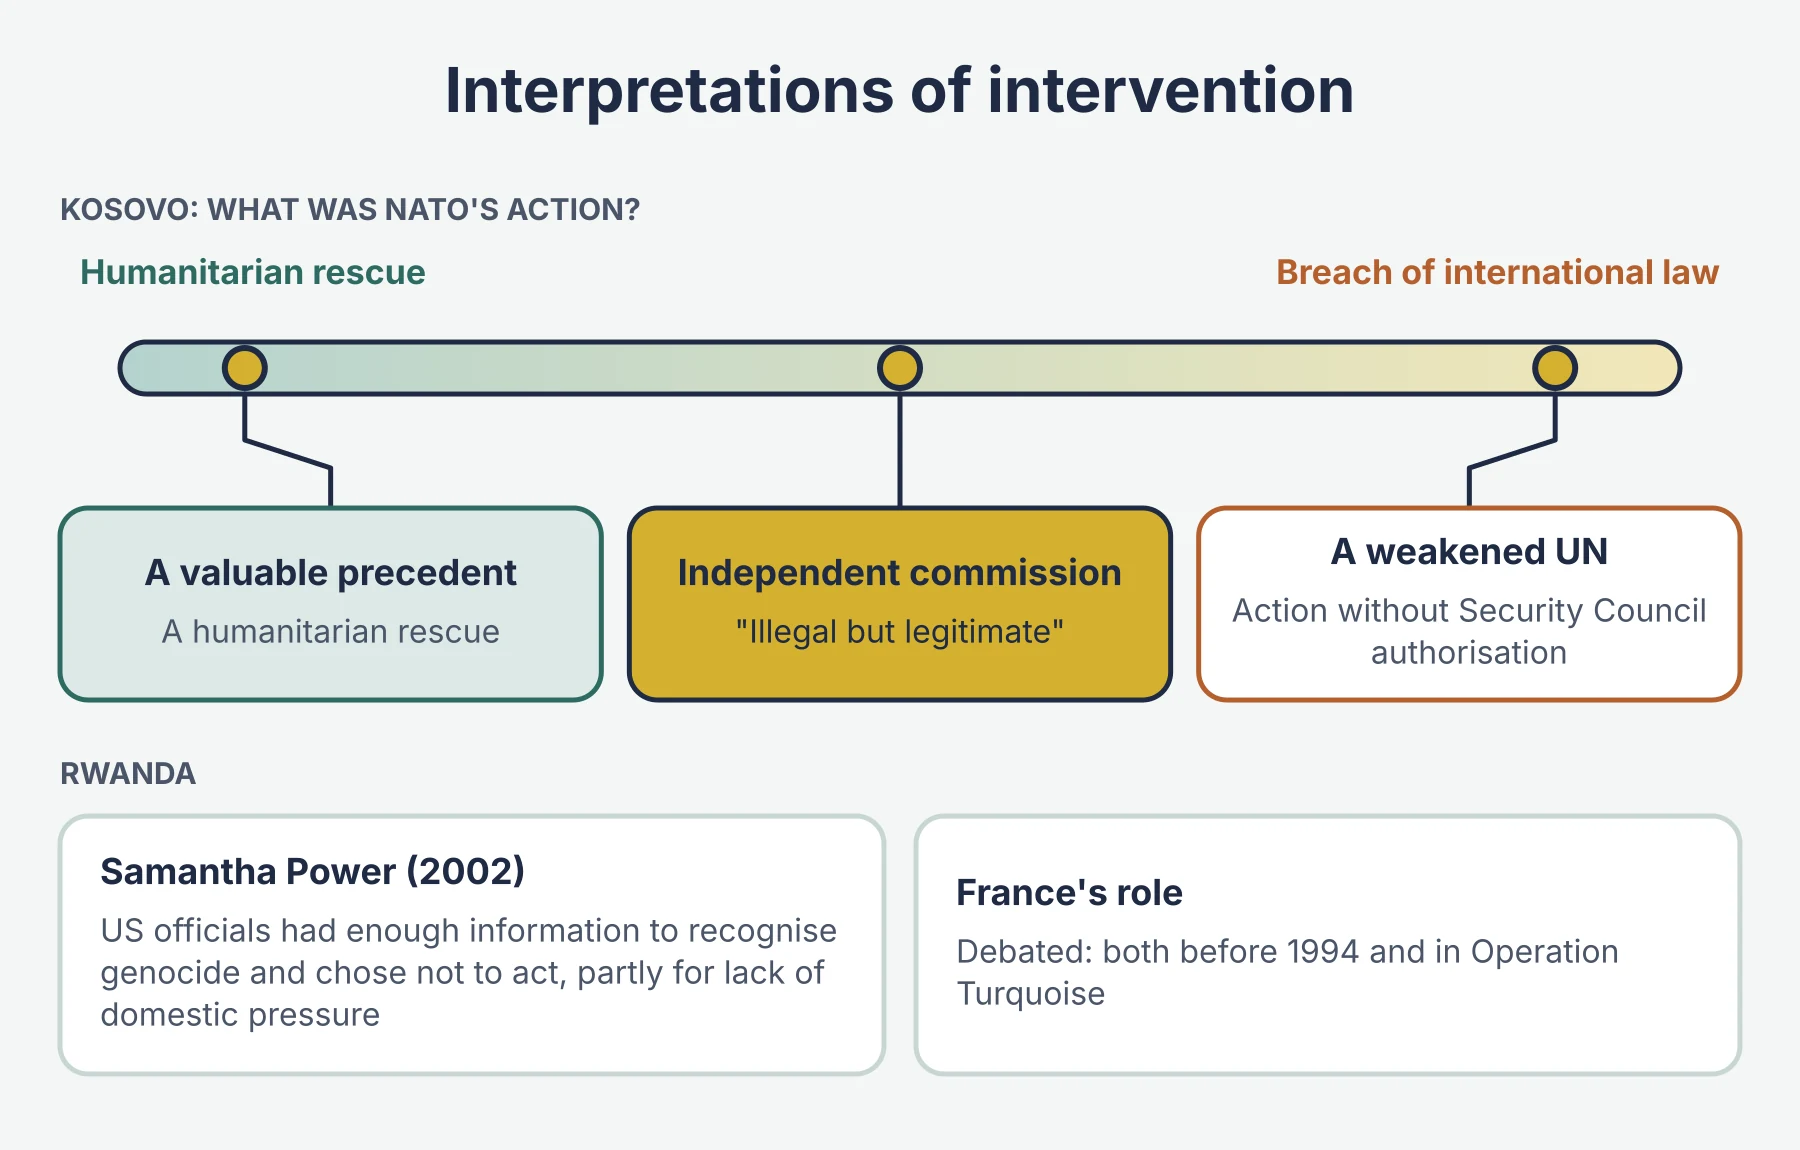 Interpretations of intervention
KOSOVO: WHAT WAS NATO'S ACTION?
Humanitarian rescue
Breach of international law
A valuable precedent
A humanitarian rescue
Independent commission
"Illegal but legitimate"
A weakened UN
Action without Security Council
authorisation
RWANDA
Samantha Power (2002)
US officials had enough information to recognise
genocide and chose not to act, partly for lack of
domestic pressure
France's role
Debated: both before 1994 and in Operation
Turquoise